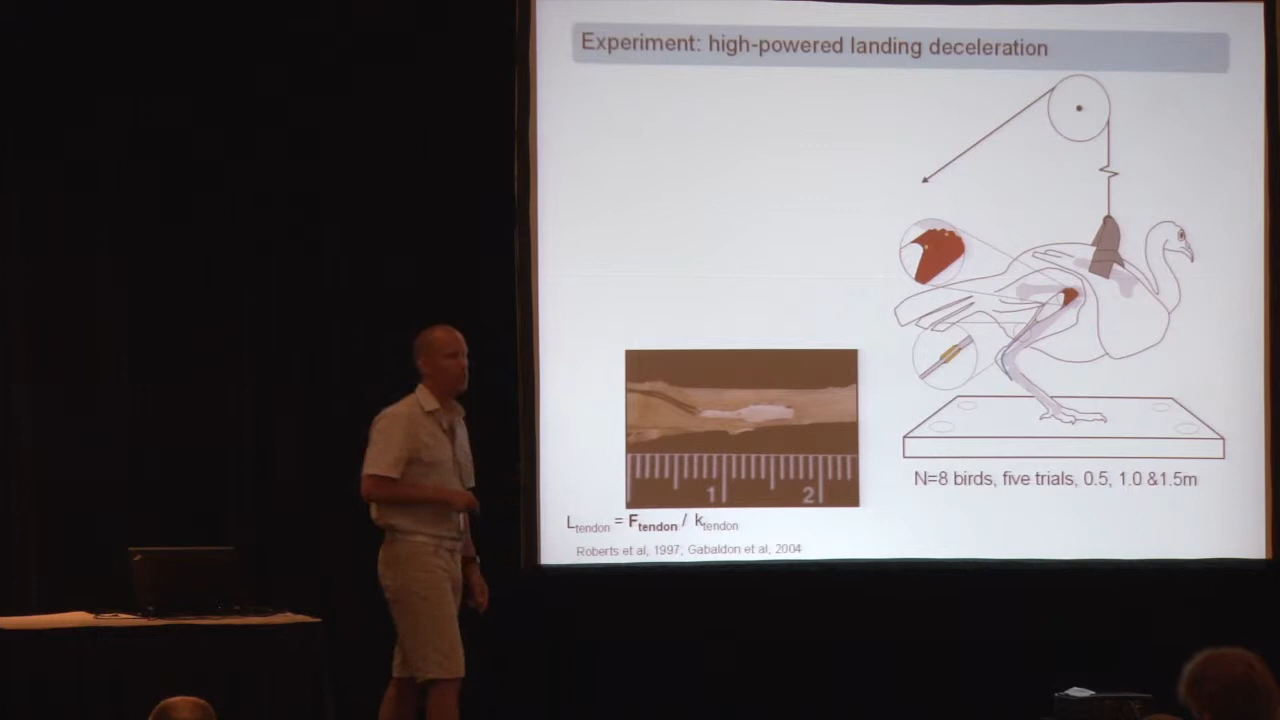 Experiment: high-powered landing deceleration
1 2
N=8 birds, five trials, 0.5, 1.0 &1.5m
Ltendon = Ftendon / ktendon
Roberts et al, 1997; Gabaldon et al, 2004